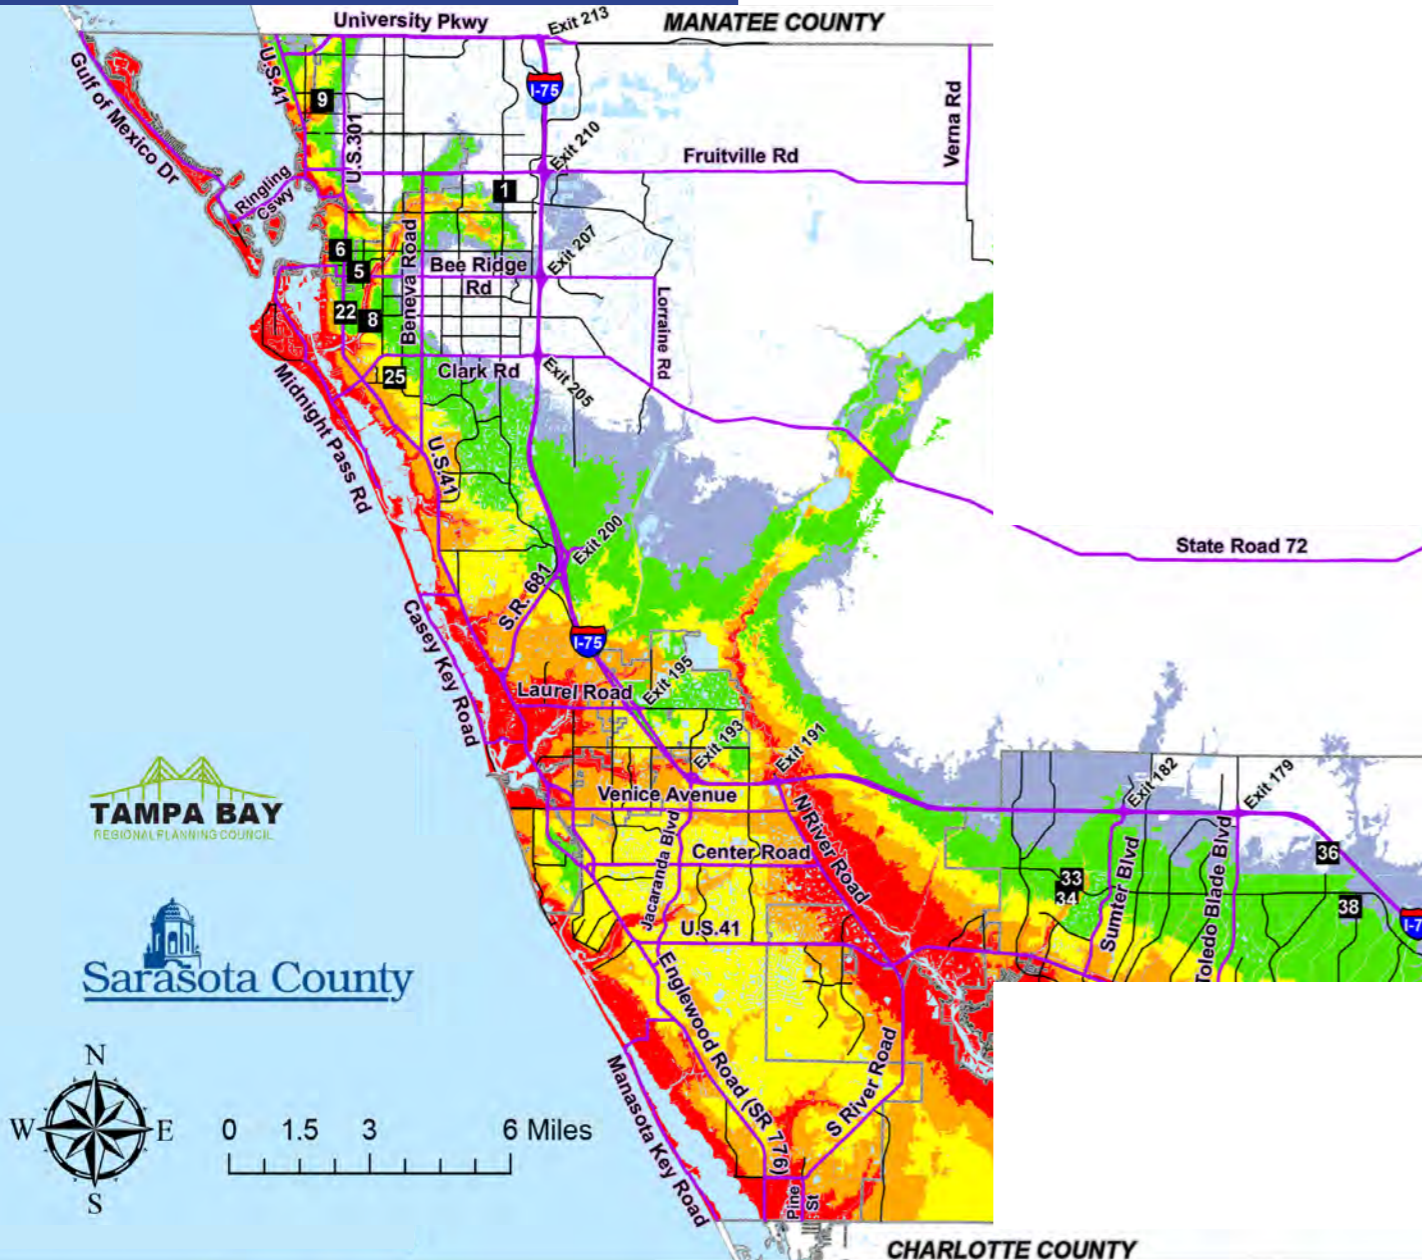 University Pkwy
Exit 213
MANATEE COUNTY
U.S.41
Gulf of Mexico Dr
9
I-75
U.S.301
Exit 210
Verna Rd
Fruitville Rd
1
Ringling
Cswy
Beneva Road
6
5
Exit 207
Bee Ridge
Rd
Lorraine Rd
22
8
Clark Rd
25
Exit 205
Midnight Pass Rd
U.S.41
Exit 200
State Road 72
S.R. 681
I-75
Casey Key Road
Exit 195
Laurel Road
Exit 193
Exit 191
Exit 182
Exit 179
Venice Avenue
N River Road
TAMPA BAY
REGIONAL PLANNING COUNCIL
Jacaranda Blvd
Center Road
Sumter Blvd
Toledo Blade Blvd
36
33
34
38
I-7
U.S.41
Sarasota County
Englewood Road (SR 776)
S River Road
Manasota Key Road
N
W
E
S
0 1.5 3 6 Miles
Pine
St
CHARLOTTE COUNTY